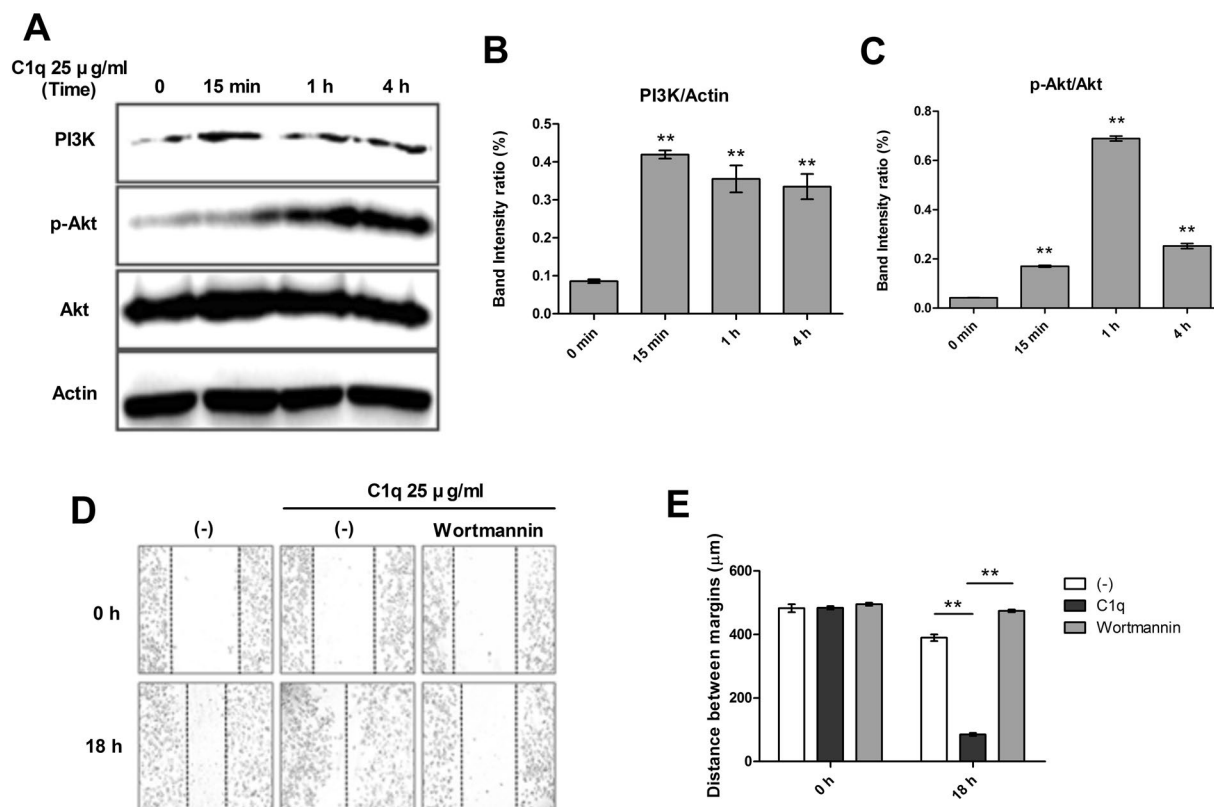 A
C1q 25 μg/ml
(Time)
0 15 min 1 h 4 h
PI3K
p-Akt
Akt
Actin
B
PI3K/Actin
Band Intensity ratio (%)
0.5
0.4
0.3
0.2
0.1
0.0
**
**
**
0 min
15 min
1 h
4 h
C
p-Akt/Akt
Band Intensity ratio (%)
0.8
0.6
0.4
0.2
0.0
**
**
**
0 min
15 min
1 h
4 h
D
C1q 25 μg/ml
(-) (-) Wortmannin
0 h
18 h
E
Distance between margins (μm)
600
400
200
0
**
**
0 h
18 h
(-)
C1q
Wortmannin